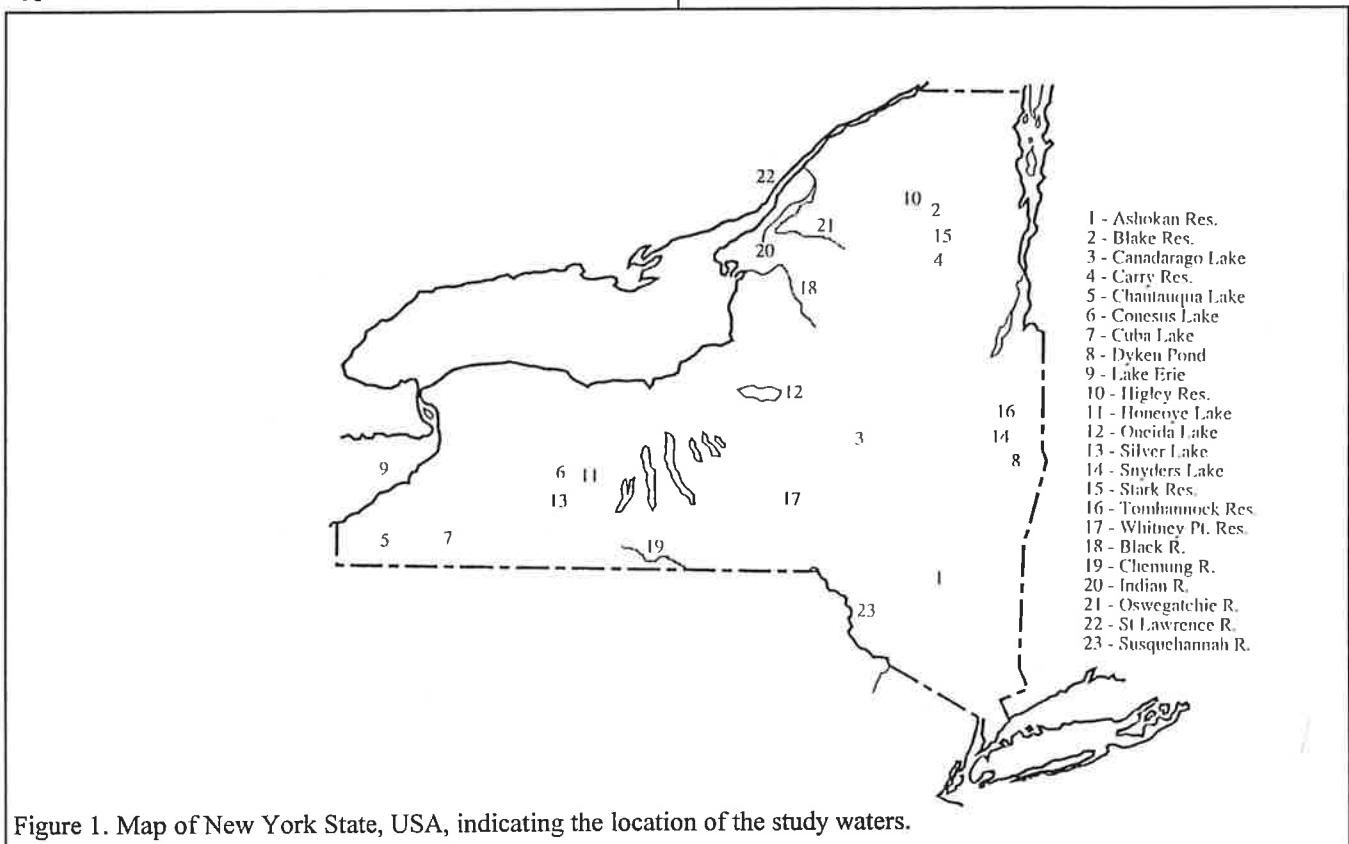 22
10
2
21
15
20
4
18
12
16
3
14
8
9
6
11
13
17
5
7
19
1
23
1 - Ashokan Res.
2 - Blake Res.
3 - Canadarago Lake
4 - Carry Res.
5 - Chautauqua Lake
6 - Conesus Lake
7 - Cuba Lake
8 - Dyken Pond
9 - Lake Erie
10 - Higley Res.
11 - Honeoye Lake
12 - Oneida Lake
13 - Silver Lake
14 - Snyders Lake
15 - Stark Res.
16 - Tomhannock Res.
17 - Whitney Pt. Res.
18 - Black R.
19 - Chemung R.
20 - Indian R.
21 - Oswegatchie R.
22 - St Lawrence R.
23 - Susquehannah R.
Figure 1. Map of New York State, USA, indicating the location of the study waters.